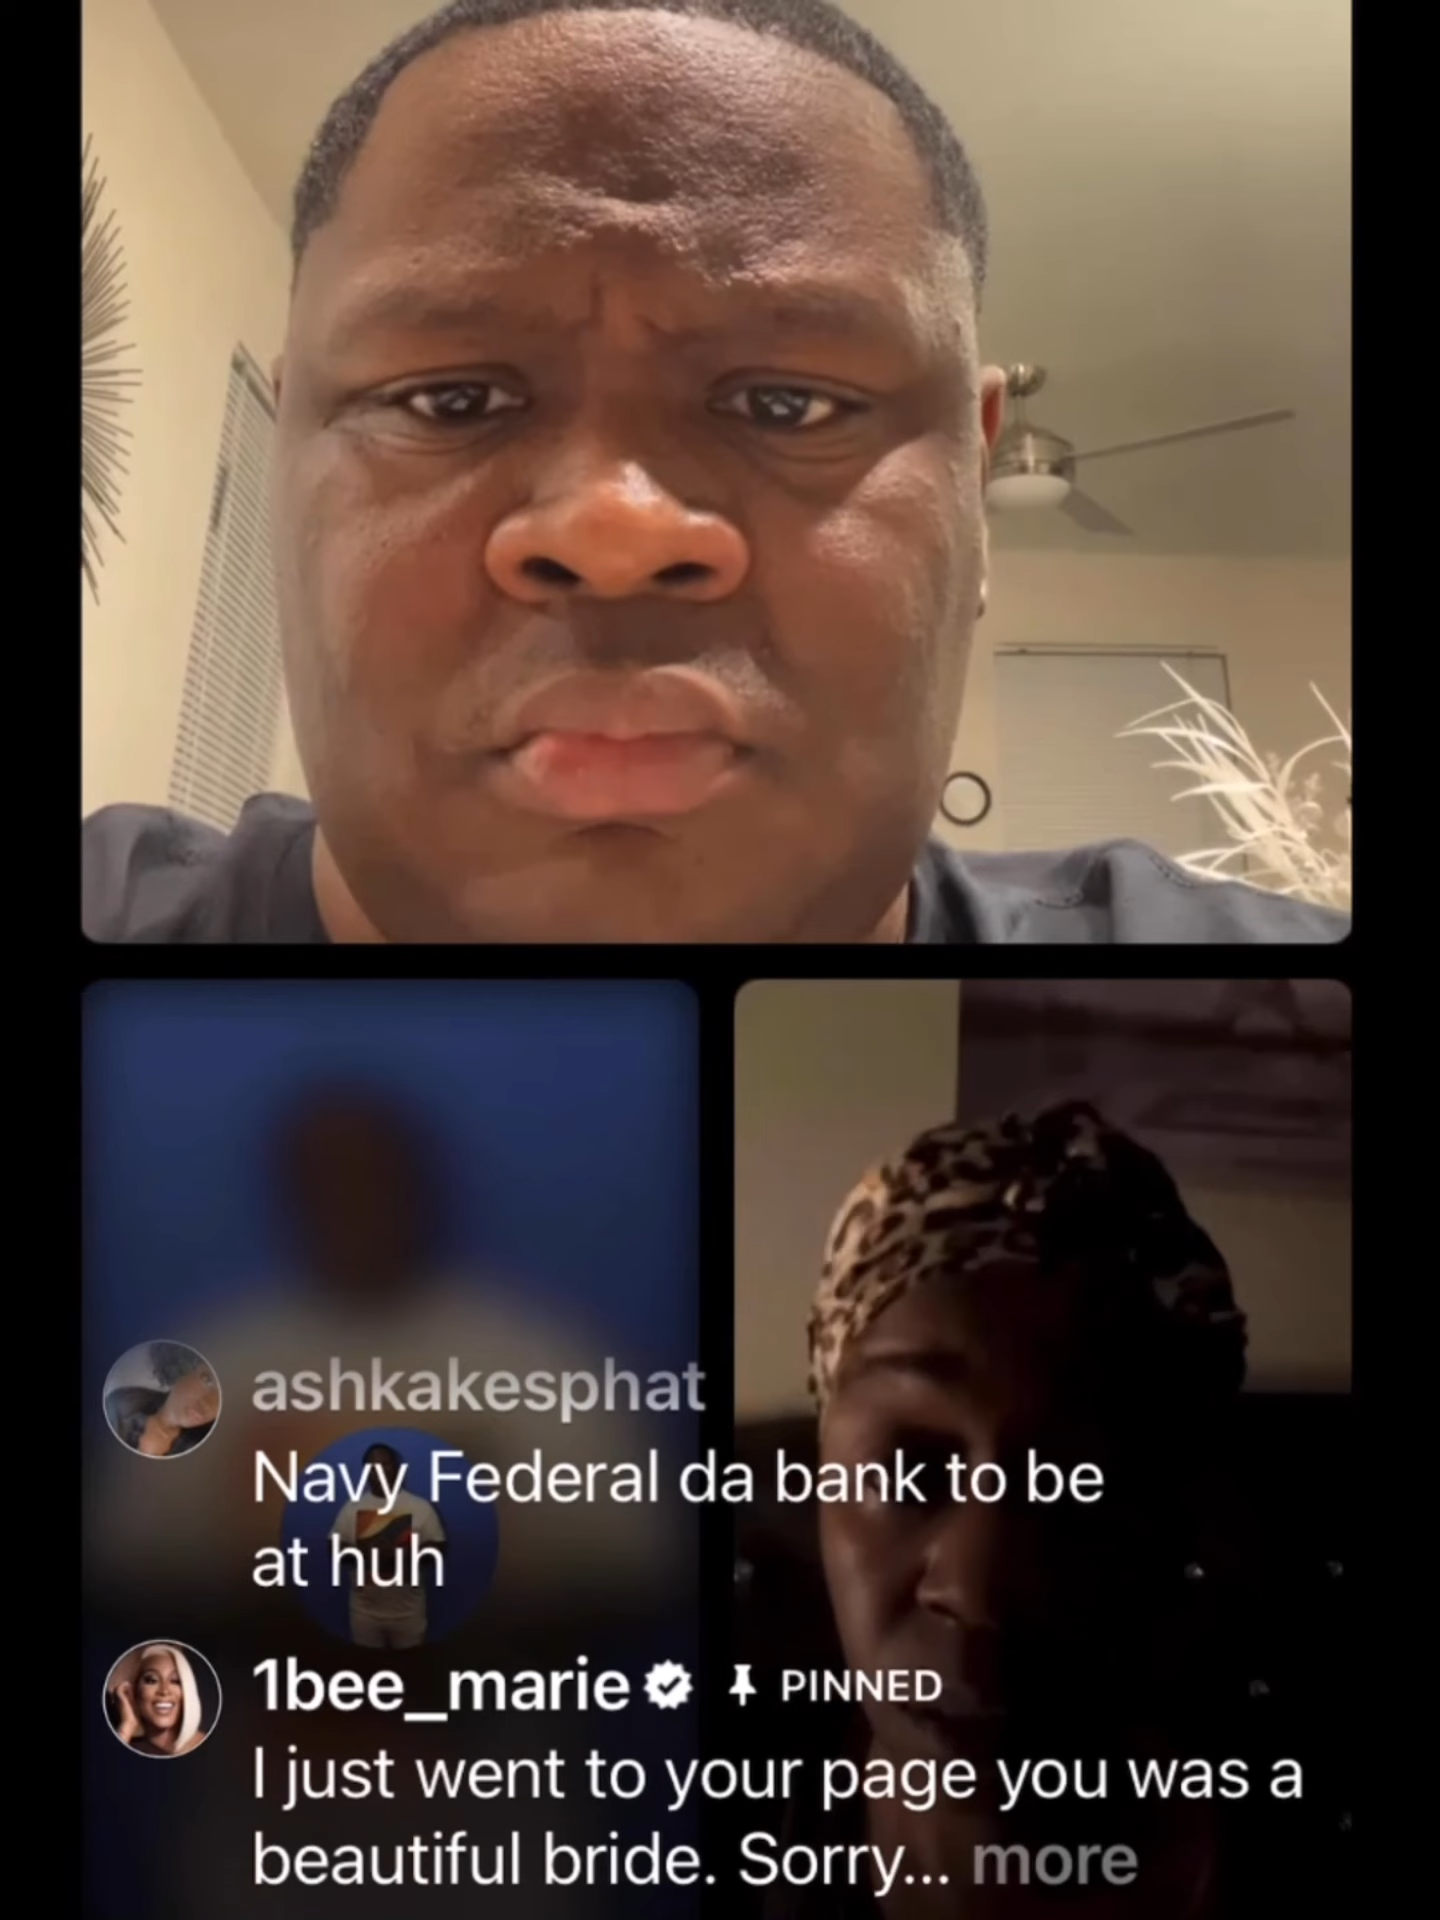 ashkakesphat
Navy Federal da bank to be
at huh
1bee_marie PINNED
I just went to your page you was a
beautiful bride. Sorry... more